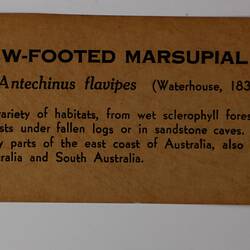 W-FOOTED MARSUPIAL
Antechinus flavipes (Waterhouse, 183
variety of habitats, from wet sclerophyll fores
sts under fallen logs or in sandstone caves.
y parts of the east coast of Australia, also
ralia and South Australia.